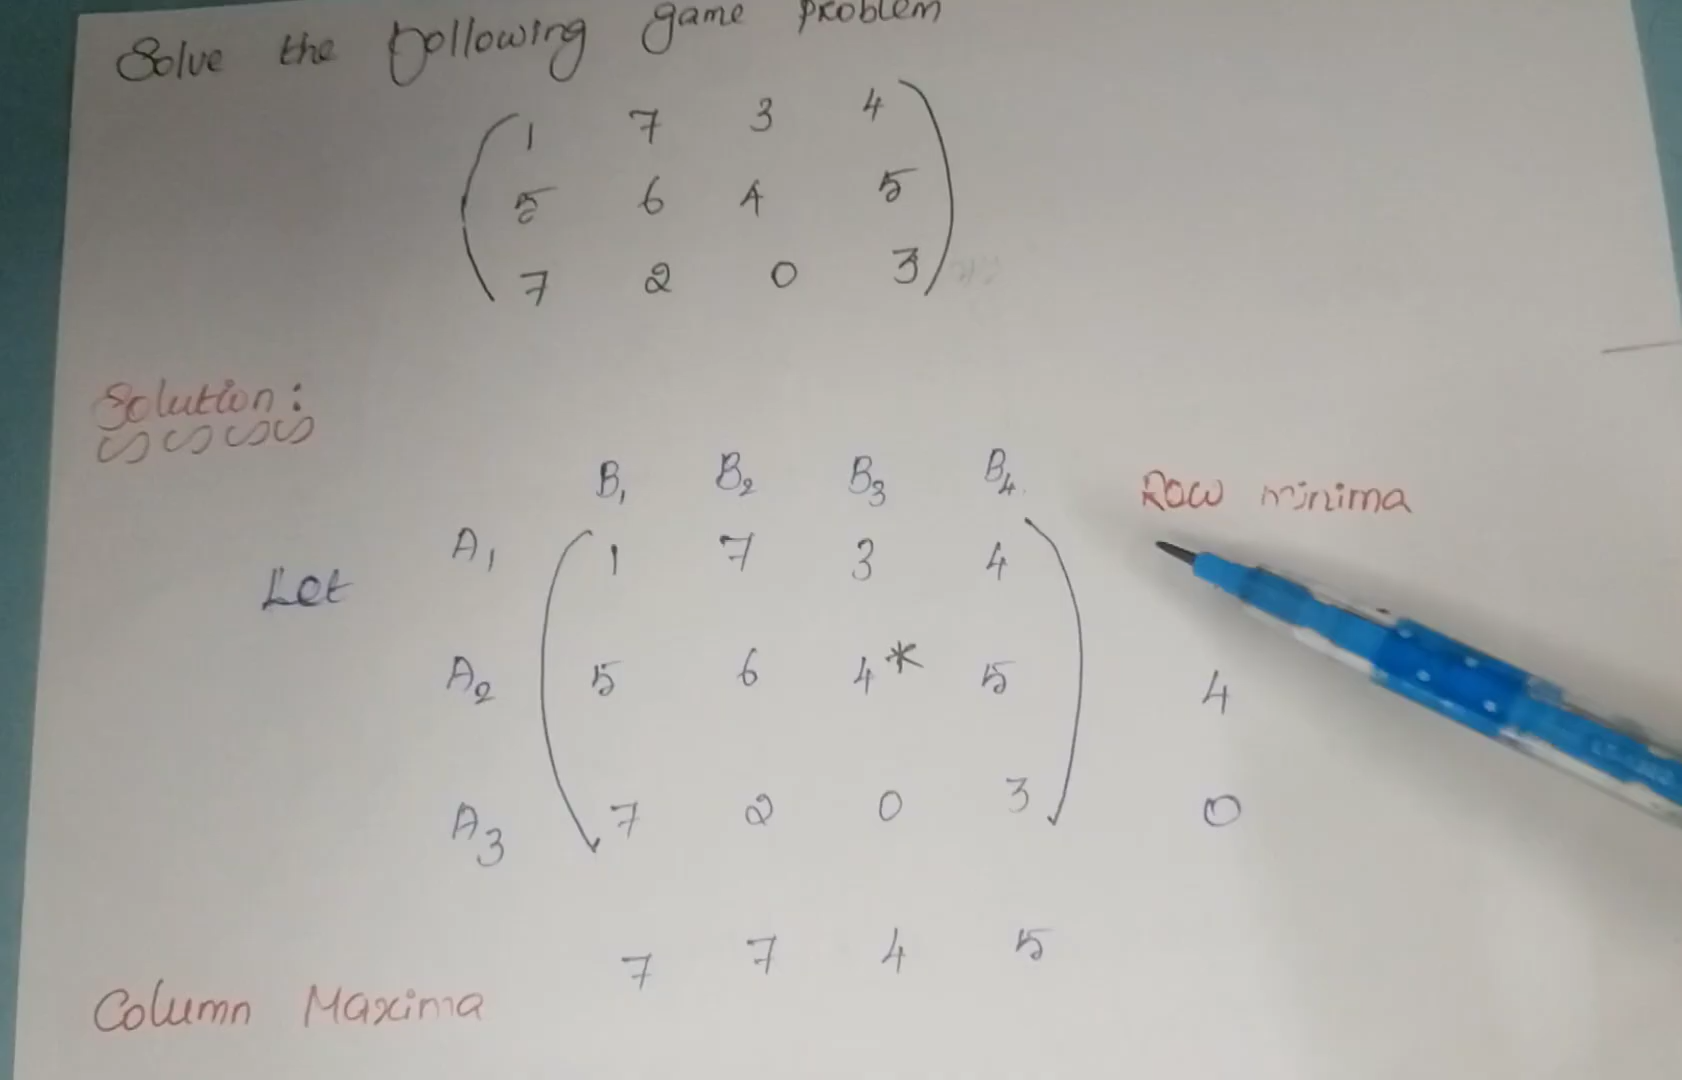 Solve the following game problem
1 7 3 4
5 6 4 5
7 2 0 3
Solution:
B1 B2 B3 B4 Row minima
A1 1 7 3 4
Let
A2 5 6 4* 5 4
A3 7 2 0 3 0
7 7 4 5
Column Maxima